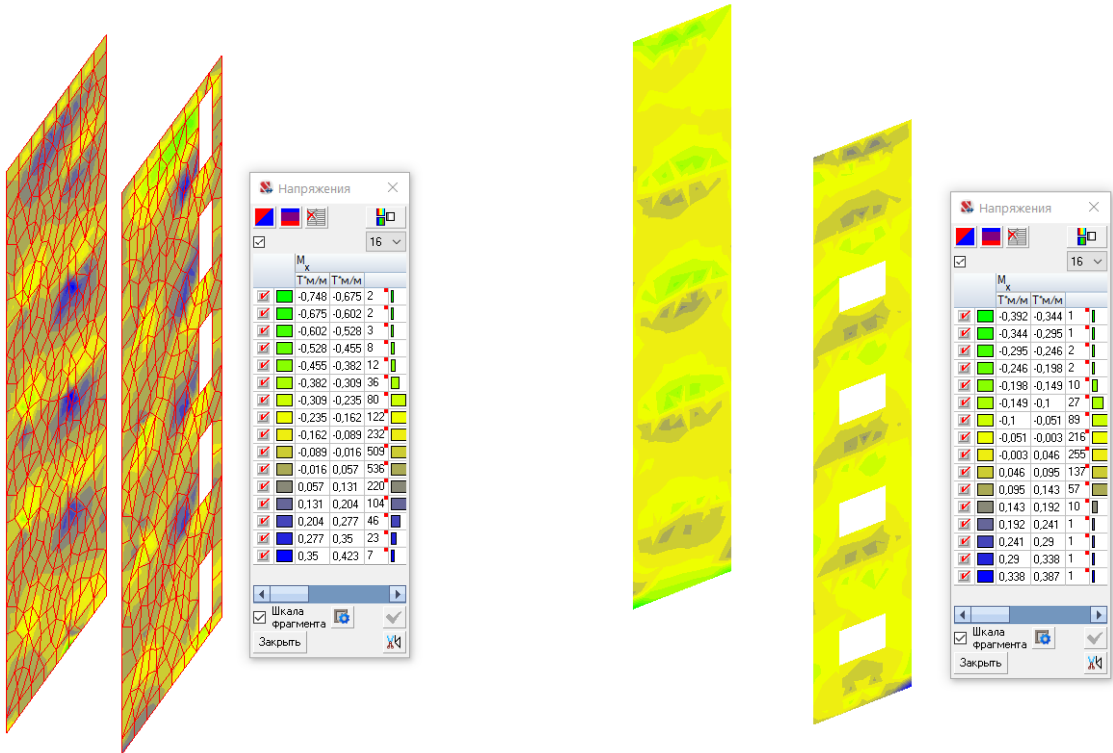 Напряжения
16
M
x
Т*м/м Т*м/м
-0,748 -0,675 2
-0,675 -0,602 2
-0,602 -0,528 3
-0,528 -0,455 8
-0,455 -0,382 12
-0,382 -0,309 36
-0,309 -0,235 80
-0,235 -0,162 122
-0,162 -0,089 232
-0,089 -0,016 509
-0,016 0,057 536
0,057 0,131 220
0,131 0,204 104
0,204 0,277 46
0,277 0,35 23
0,35 0,423 7
Шкала
фрагмента
Закрыть
Напряжения
16
M
x
Т*м/м Т*м/м
-0,392 -0,344 1
-0,344 -0,295 1
-0,295 -0,246 2
-0,246 -0,198 2
-0,198 -0,149 10
-0,149 -0,1 27
-0,1 -0,051 89
-0,051 -0,003 216
-0,003 0,046 255
0,046 0,095 137
0,095 0,143 57
0,143 0,192 10
0,192 0,241 1
0,241 0,29 1
0,29 0,338 1
0,338 0,387 1
Шкала
фрагмента
Закрыть